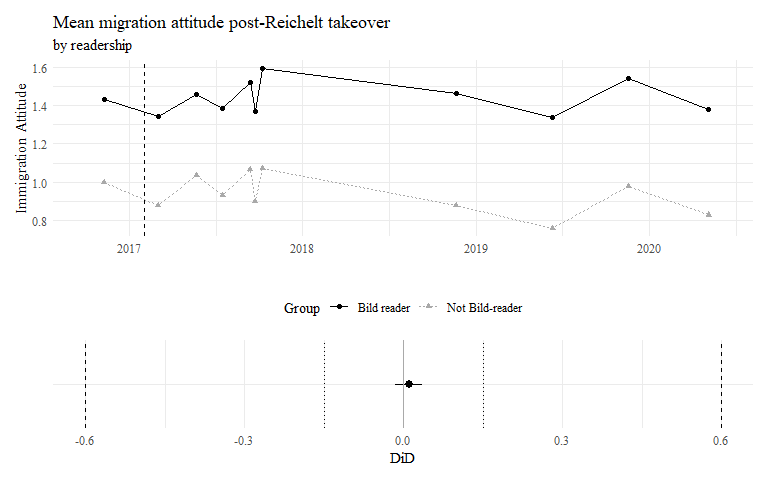 Mean migration attitude post-Reichelt takeover
by readership
Immigration Attitude
1.6
1.4
1.2
1.0
0.8
2017 2018 2019 2020
Group Bild reader Not Bild-reader
-0.6 -0.3 0.0 0.3 0.6
DiD